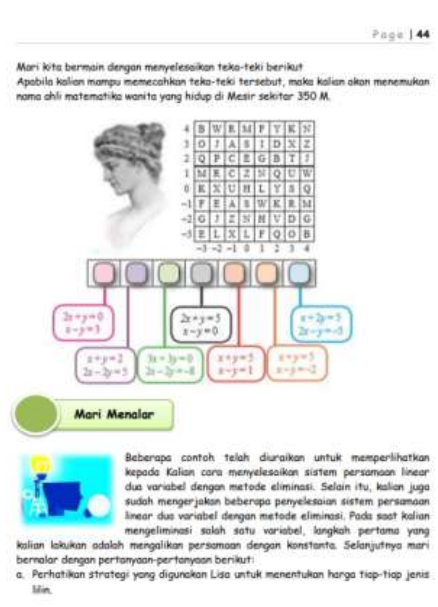 Page | 44
Mari kita bermain dengan menyelesaikan teka-teki berikut
Apabila kalian mampu memecahkan teka-teki tersebut, maka kalian akan menemukan
nama ahli matematika wanita yang hidup di Mesir sekitar 350 M.
4 B W R M P Y K N
3 O J A S I D X Z
2 Q P C E G B T J
1 M R C Z N Q U W
0 K X U H L Y S Q
-1 F E A S W K R M
-2 G J Z N H V D G
-3 E L X L F Q O B
-3 -2 -1 0 1 2 3 4
2x+y=0
x-y=3
2x+y=5
x-y=0
x+2y=5
2x-y=-5
x+y=2
2x-2y=5
3x+3y=0
2x-2y=-8
x+y=5
x-y=1
x+y=5
x-y=-2
Mari Menalar
Beberapa contoh telah diuraikan untuk memperlihatkan
kepada Kalian cara menyelesaikan sistem persamaan linear
dua variabel dengan metode eliminasi. Selain itu, kalian juga
sudah mengerjakan beberapa penyelesaian sistem persamaan
linear dua variabel dengan metode eliminasi. Pada saat kalian
mengeliminasi salah satu variabel, langkah pertama yang
kalian lakukan adalah mengalikan persamaan dengan konstanta. Selanjutnya mari
bernalar dengan pertanyaan-pertanyaan berikut:
a. Perhatikan strategi yang digunakan Lisa untuk menentukan harga tiap-tiap jenis
lilin.